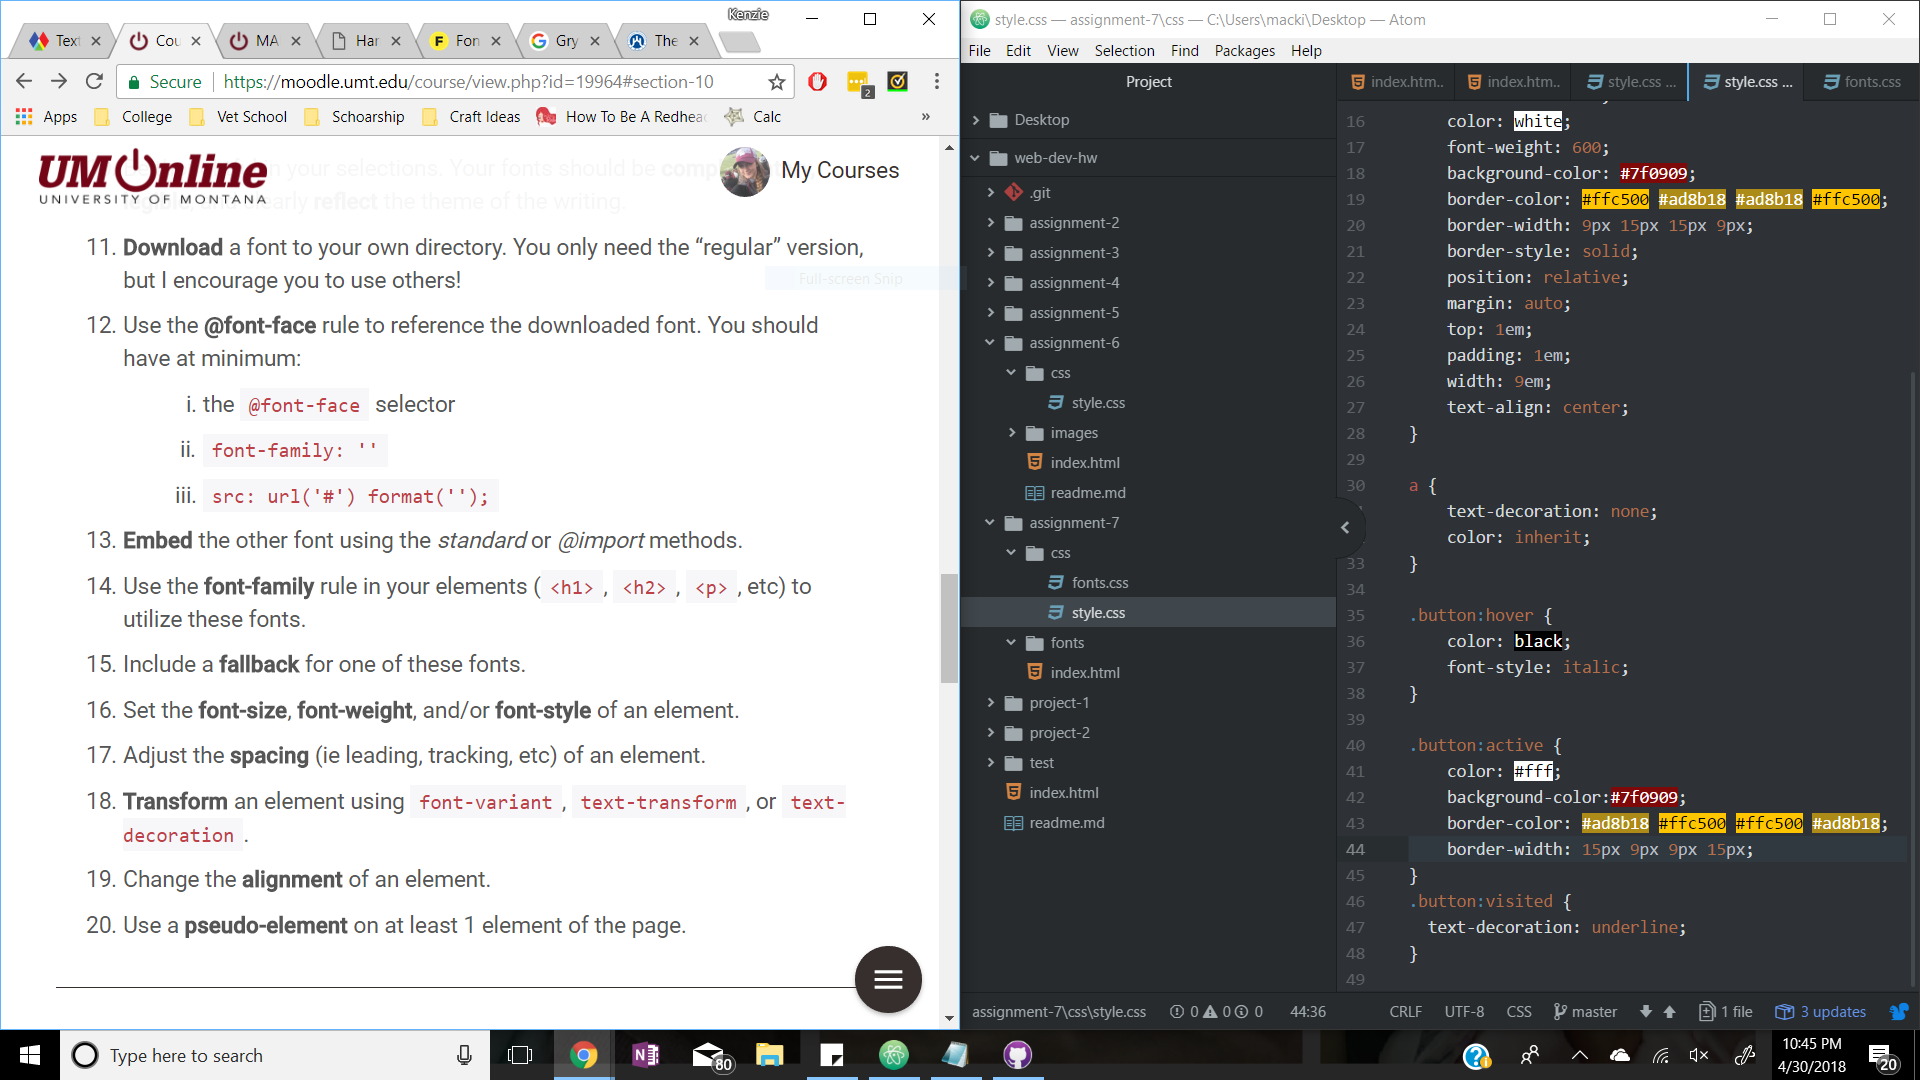 Kenzie
Text
Cou
MA
Har
Fon
Gry
The
Secure
https://moodle.umt.edu/course/view.php?id=19964#section-10
2
Apps
College
Vet School
Schoarship
Craft Ideas
How To Be A Redhea
Calc
»
UM Online
UNIVERSITY OF MONTANA
My Courses
in your selections. Your fonts should be
reflect the theme of the writing.
11. Download a font to your own directory. You only need the “regular” version,
but I encourage you to use others!
Full-screen Snip
12. Use the @font-face rule to reference the downloaded font. You should
have at minimum:
i. the @font-face selector
ii. font-family: ''
iii. src: url('#') format('');
13. Embed the other font using the standard or @import methods.
14. Use the font-family rule in your elements ( <h1> , <h2> , <p> , etc) to
utilize these fonts.
15. Include a fallback for one of these fonts.
16. Set the font-size, font-weight, and/or font-style of an element.
17. Adjust the spacing (ie leading, tracking, etc) of an element.
18. Transform an element using font-variant , text-transform , or text-
decoration .
19. Change the alignment of an element.
20. Use a pseudo-element on at least 1 element of the page.
style.css — assignment-7\css — C:\Users\macki\Desktop — Atom
File Edit View Selection Find Packages Help
Project
Desktop
web-dev-hw
.git
assignment-2
assignment-3
assignment-4
assignment-5
assignment-6
css
style.css
images
index.html
readme.md
assignment-7
css
fonts.css
style.css
fonts
index.html
project-1
project-2
test
index.html
readme.md
index.htm..
index.htm..
style.css ...
style.css ...
fonts.css
16 color: white;
17 font-weight: 600;
18 background-color: #7f0909;
19 border-color: #ffc500 #ad8b18 #ad8b18 #ffc500;
20 border-width: 9px 15px 15px 9px;
21 border-style: solid;
22 position: relative;
23 margin: auto;
24 top: 1em;
25 padding: 1em;
26 width: 9em;
27 text-align: center;
28 }
29
30 a {
text-decoration: none;
color: inherit;
33 }
34
35 .button:hover {
36 color: black;
37 font-style: italic;
38 }
39
40 .button:active {
41 color: #fff;
42 background-color:#7f0909;
43 border-color: #ad8b18 #ffc500 #ffc500 #ad8b18;
44 border-width: 15px 9px 9px 15px;
45 }
46 .button:visited {
47 text-decoration: underline;
48 }
49
assignment-7\css\style.css 0 0 0 44:36 CRLF UTF-8 CSS master 1 file 3 updates
Type here to search
80
10:45 PM
4/30/2018
20